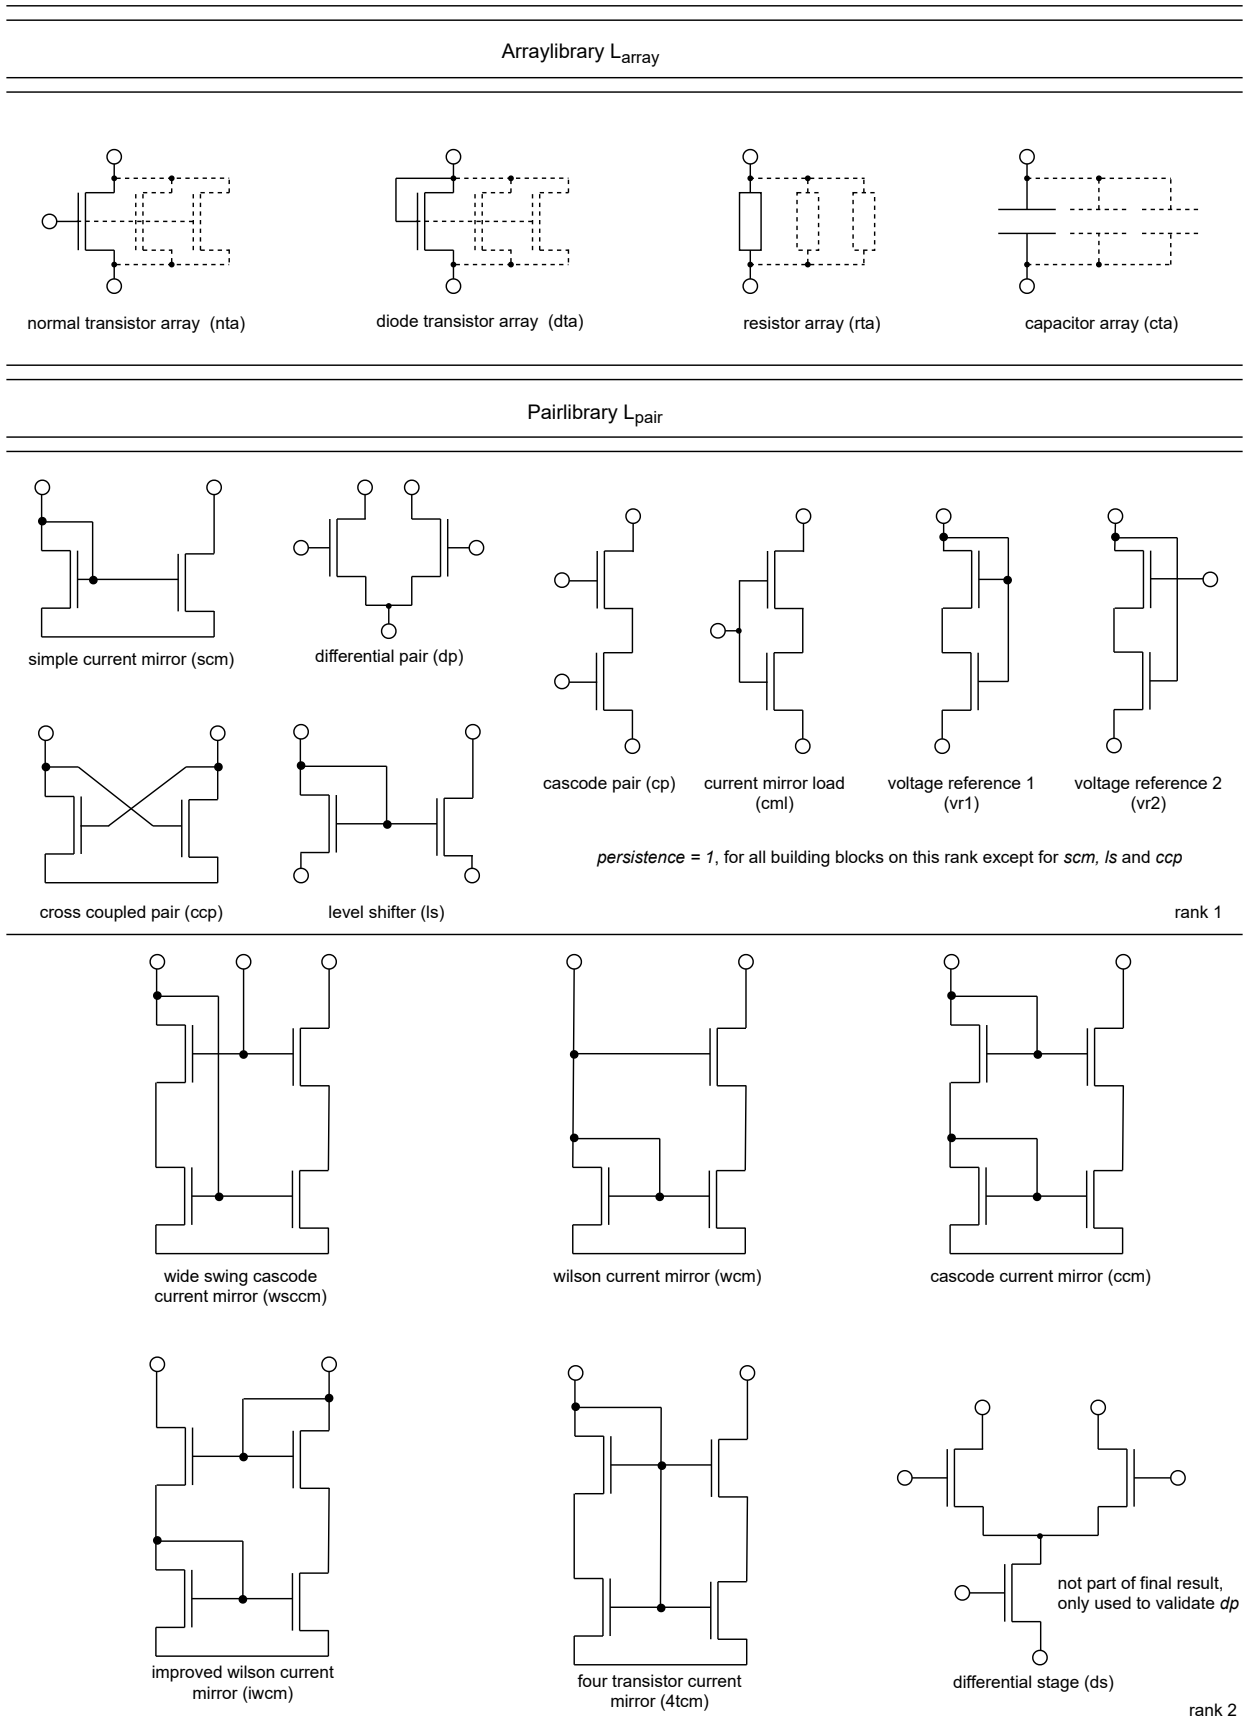 Arraylibrary Larray
normal transistor array (nta)
diode transistor array (dta)
resistor array (rta)
capacitor array (cta)
Pairlibrary Lpair
simple current mirror (scm)
differential pair (dp)
cascode pair (cp)
current mirror load
(cml)
voltage reference 1
(vr1)
voltage reference 2
(vr2)
persistence = 1, for all building blocks on this rank except for scm, ls and ccp
cross coupled pair (ccp)
level shifter (ls)
rank 1
wide swing cascode
current mirror (wsccm)
wilson current mirror (wcm)
cascode current mirror (ccm)
not part of final result,
only used to validate dp
improved wilson current
mirror (iwcm)
four transistor current
mirror (4tcm)
differential stage (ds)
rank 2